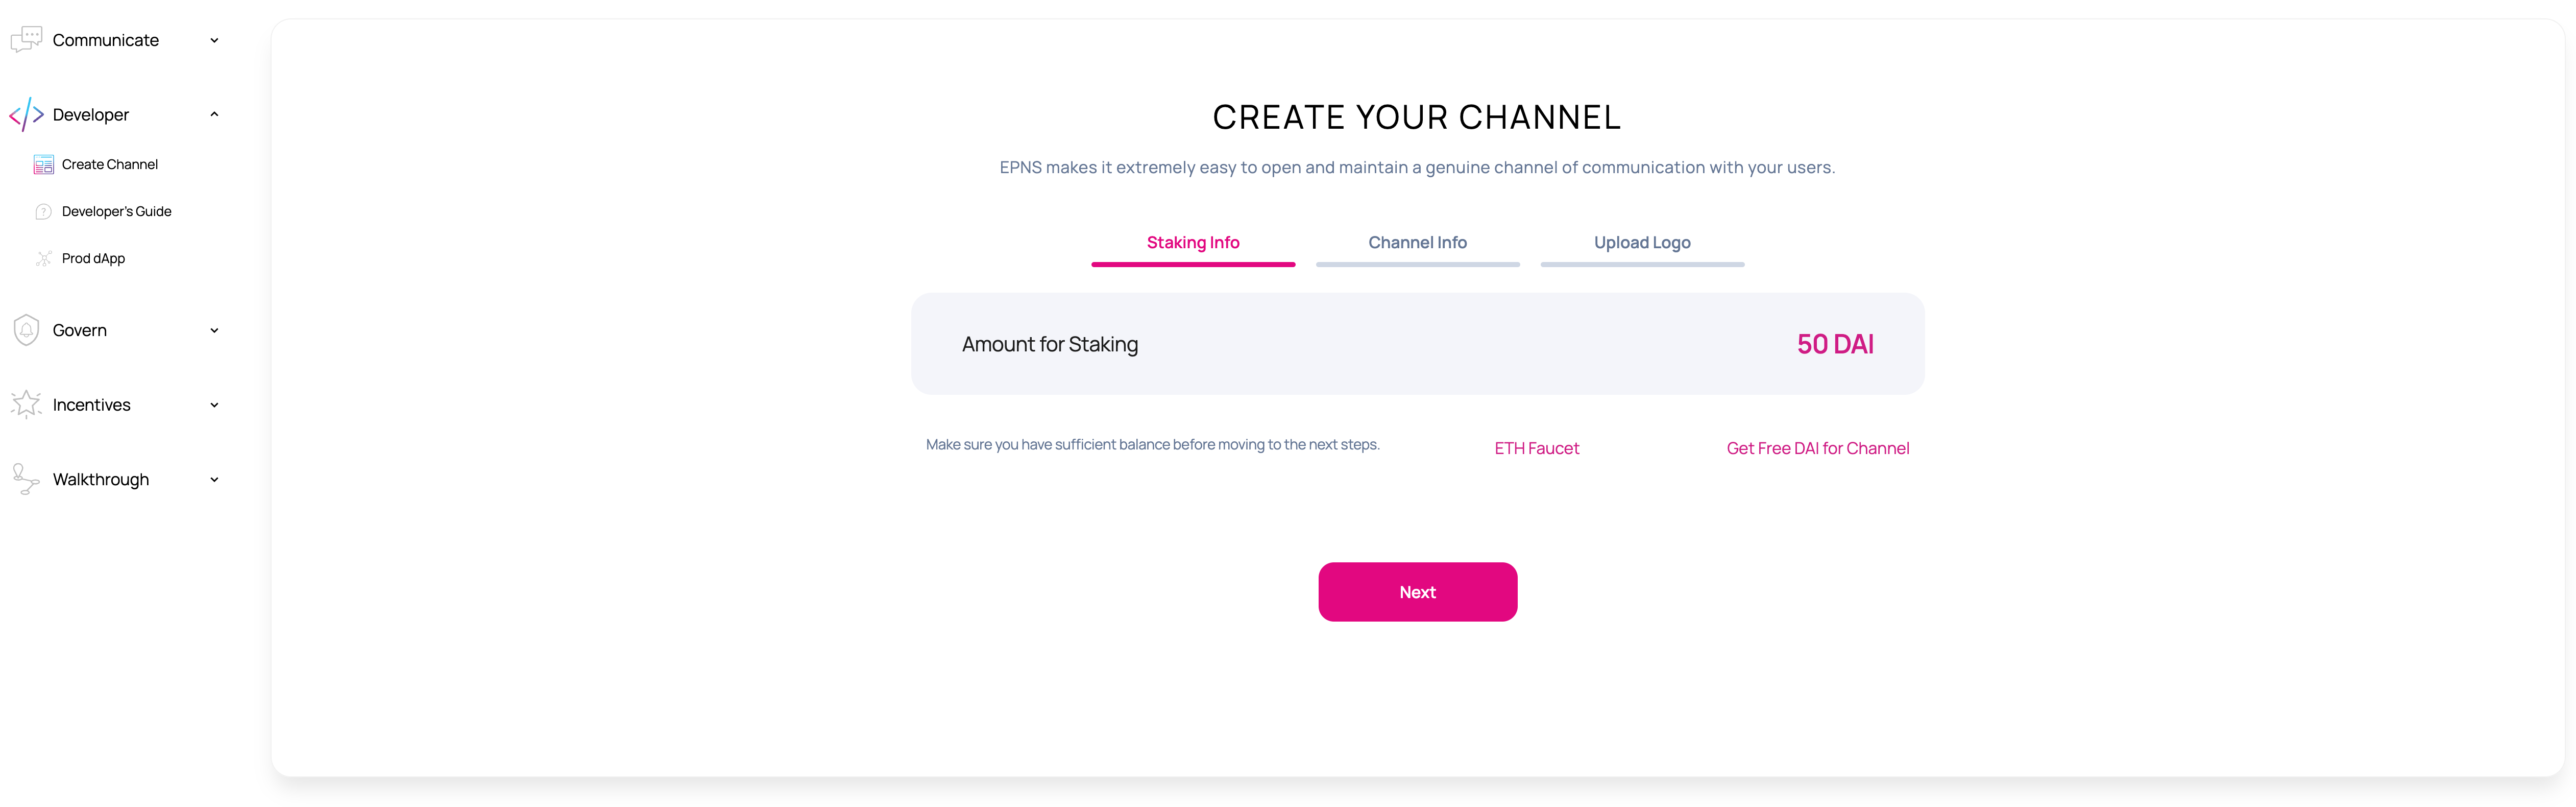 Communicate
Developer
Create Channel
Developer's Guide
Prod dApp
Govern
Incentives
Walkthrough
CREATE YOUR CHANNEL
EPNS makes it extremely easy to open and maintain a genuine channel of communication with your users.
Staking Info
Channel Info
Upload Logo
Amount for Staking
50 DAI
Make sure you have sufficient balance before moving to the next steps.
ETH Faucet
Get Free DAI for Channel
Next